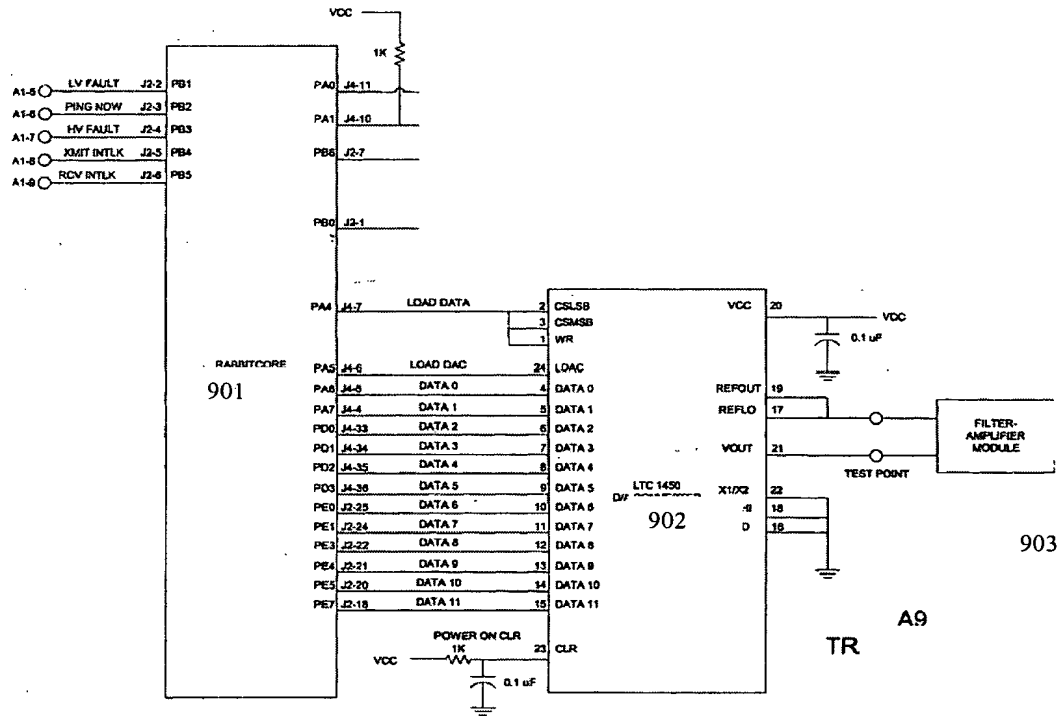 VCC
1K
A1-5 LV FAULT J2-2 PB1
PA0 J4-11
A1-6 PING NOW J2-3 PB2
A1-7 HV FAULT J2-4 PB3
PA1 J4-10
A1-8 XMIT INTLK J2-5 PB4
PB6 J2-7
A1-9 RCV INTLK J2-6 PB5
PB0 J2-1
PA4 J4-7 LOAD DATA 2 CSLSB VCC 20
VCC
3 CSMSB
1 WR
0.1 uF
RABBITCORE
901
PA5 J4-6 LOAD DAC 24 LDAC
PA6 J4-5 DATA 0 4 DATA 0 REFOUT 19
PA7 J4-4 DATA 1 5 DATA 1 REFLO 17
PD0 J4-33 DATA 2 6 DATA 2
PD1 J4-34 DATA 3 7 DATA 3
FILTER-
AMPLIFIER
MODULE
VOUT 21
PD2 J4-35 DATA 4 8 DATA 4
TEST POINT
PD3 J4-36 DATA 5 9 DATA 5
LTC 1450
X1/X2 22
PE0 J2-25 DATA 6 10 DATA 6
902
18
PE1 J2-24 DATA 7 11 DATA 7
D 16
PE3 J2-22 DATA 8 12 DATA 8
903
PE4 J2-21 DATA 9 13 DATA 9
PE5 J2-20 DATA 10 14 DATA 10
PE7 J2-18 DATA 11 15 DATA 11
A9
POWER ON CLR
TR
VCC 1K 23 CLR
0.1 uF